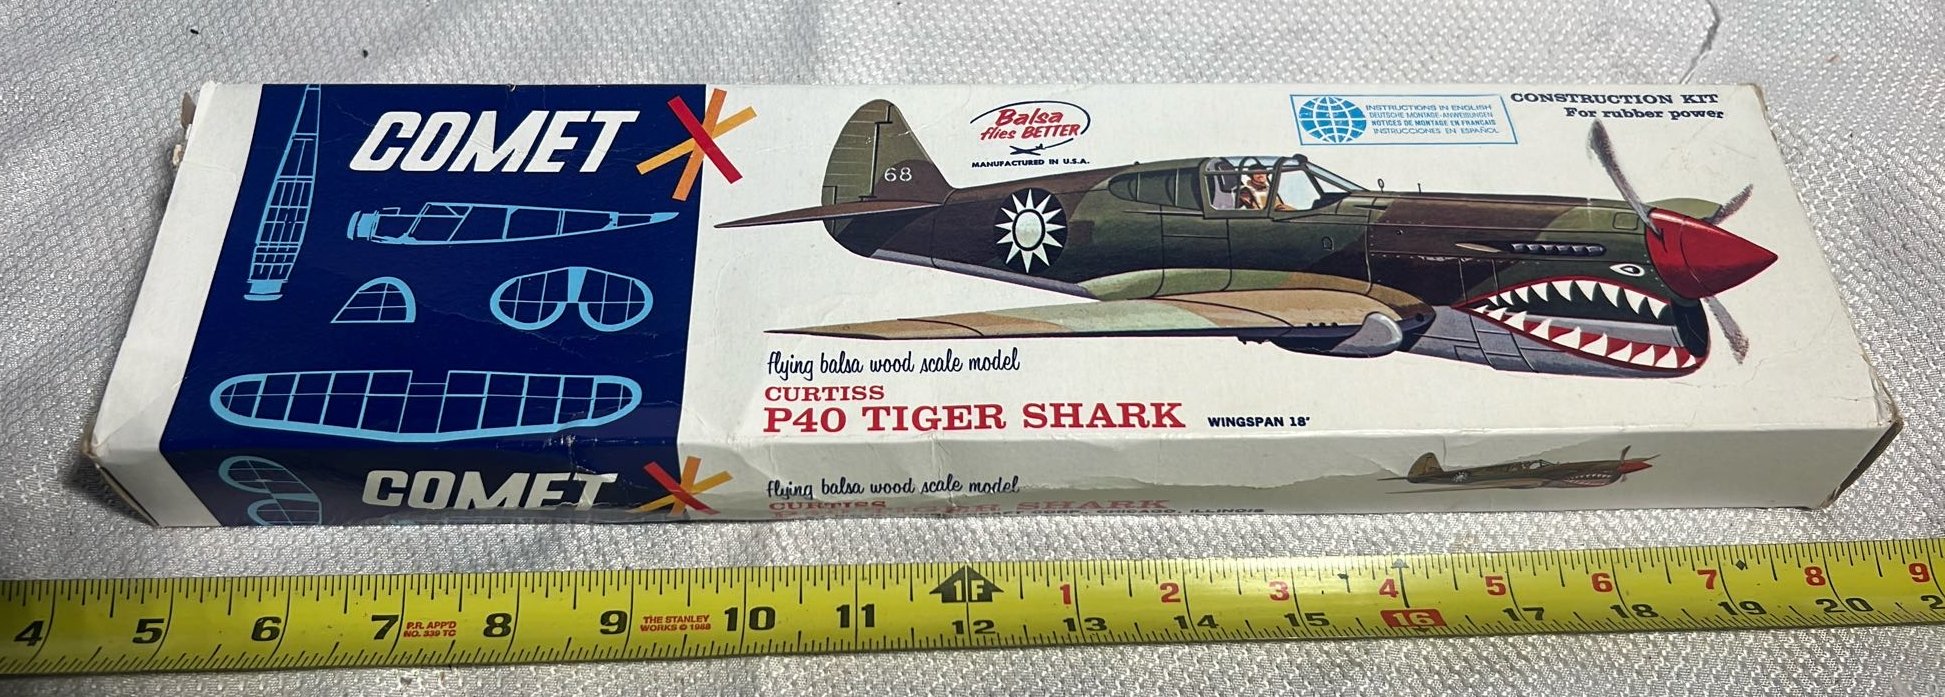 COMET
Balsa
flies BETTER
MANUFACTURED IN U.S.A.
INSTRUCTIONS IN ENGLISH
DEUTSCHE MONTAGE-ANWEISUNGEN
NOTICES DE MONTAGE EN FRANCAIS
INSTRUCCIONES EN ESPAÑOL
CONSTRUCTION KIT
For rubber power
68
flying balsa wood scale model
CURTISS
P40 TIGER SHARK WINGSPAN 18"
COMET
flying balsa wood scale model
CURTISS
TIGER SHARK
CHICAGO, ILLINOIS
1F 1 2 3 4 5 6 7 8 9
4 5 6 7 P.R. APP'D
NO. 339 TC 8 9 THE STANLEY
WORKS © 1988 10 11 12 13 14 15 16 17 18 19 20